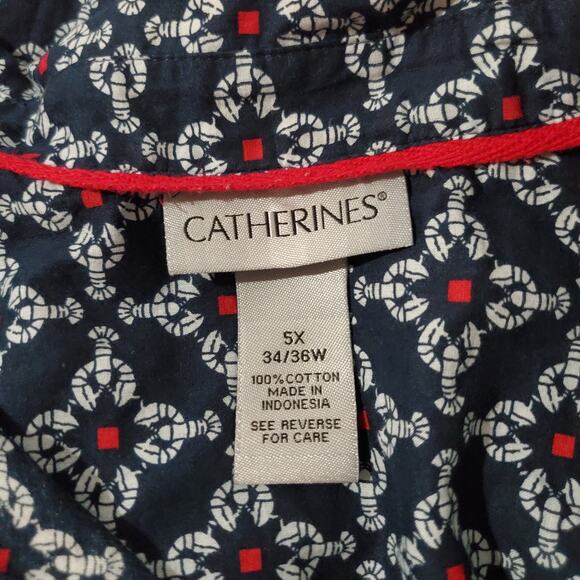 CATHERINES®
5X
34/36W
100% COTTON
MADE IN
INDONESIA
SEE REVERSE
FOR CARE